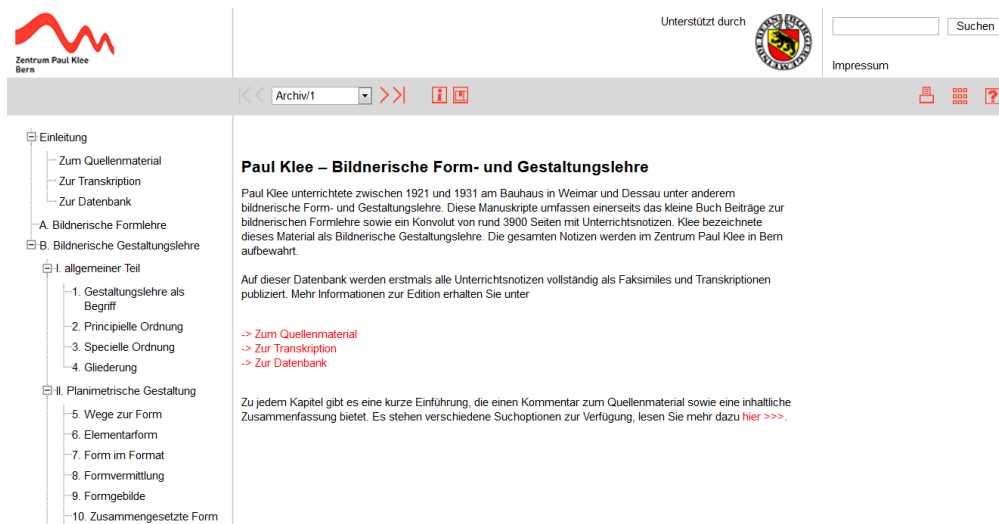 Zentrum Paul Klee
Bern
Unterstützt durch
BURGERGEMEINDE BERN
Suchen
Impressum
Archiv/1
Einleitung
Zum Quellenmaterial
Zur Transkription
Zur Datenbank
A. Bildnerische Formlehre
B. Bildnerische Gestaltungslehre
I. allgemeiner Teil
1. Gestaltungslehre als
Begriff
2. Principielle Ordnung
3. Specielle Ordnung
4. Gliederung
II. Planimetrische Gestaltung
5. Wege zur Form
6. Elementarform
7. Form im Format
8. Formvermittlung
9. Formgebilde
10. Zusammengesetzte Form
Paul Klee – Bildnerische Form- und Gestaltungslehre
Paul Klee unterrichtete zwischen 1921 und 1931 am Bauhaus in Weimar und Dessau unter anderem
bildnerische Form- und Gestaltungslehre. Diese Manuskripte umfassen einerseits das kleine Buch Beiträge zur
bildnerischen Formlehre sowie ein Konvolut von rund 3900 Seiten mit Unterrichtsnotizen. Klee bezeichnete
dieses Material als Bildnerische Gestaltungslehre. Die gesamten Notizen werden im Zentrum Paul Klee in Bern
aufbewahrt.
Auf dieser Datenbank werden erstmals alle Unterrichtsnotizen vollständig als Faksimiles und Transkriptionen
publiziert. Mehr Informationen zur Edition erhalten Sie unter
-> Zum Quellenmaterial
-> Zur Transkription
-> Zur Datenbank
Zu jedem Kapitel gibt es eine kurze Einführung, die einen Kommentar zum Quellenmaterial sowie eine inhaltliche
Zusammenfassung bietet. Es stehen verschiedene Suchoptionen zur Verfügung, lesen Sie mehr dazu hier >>>.